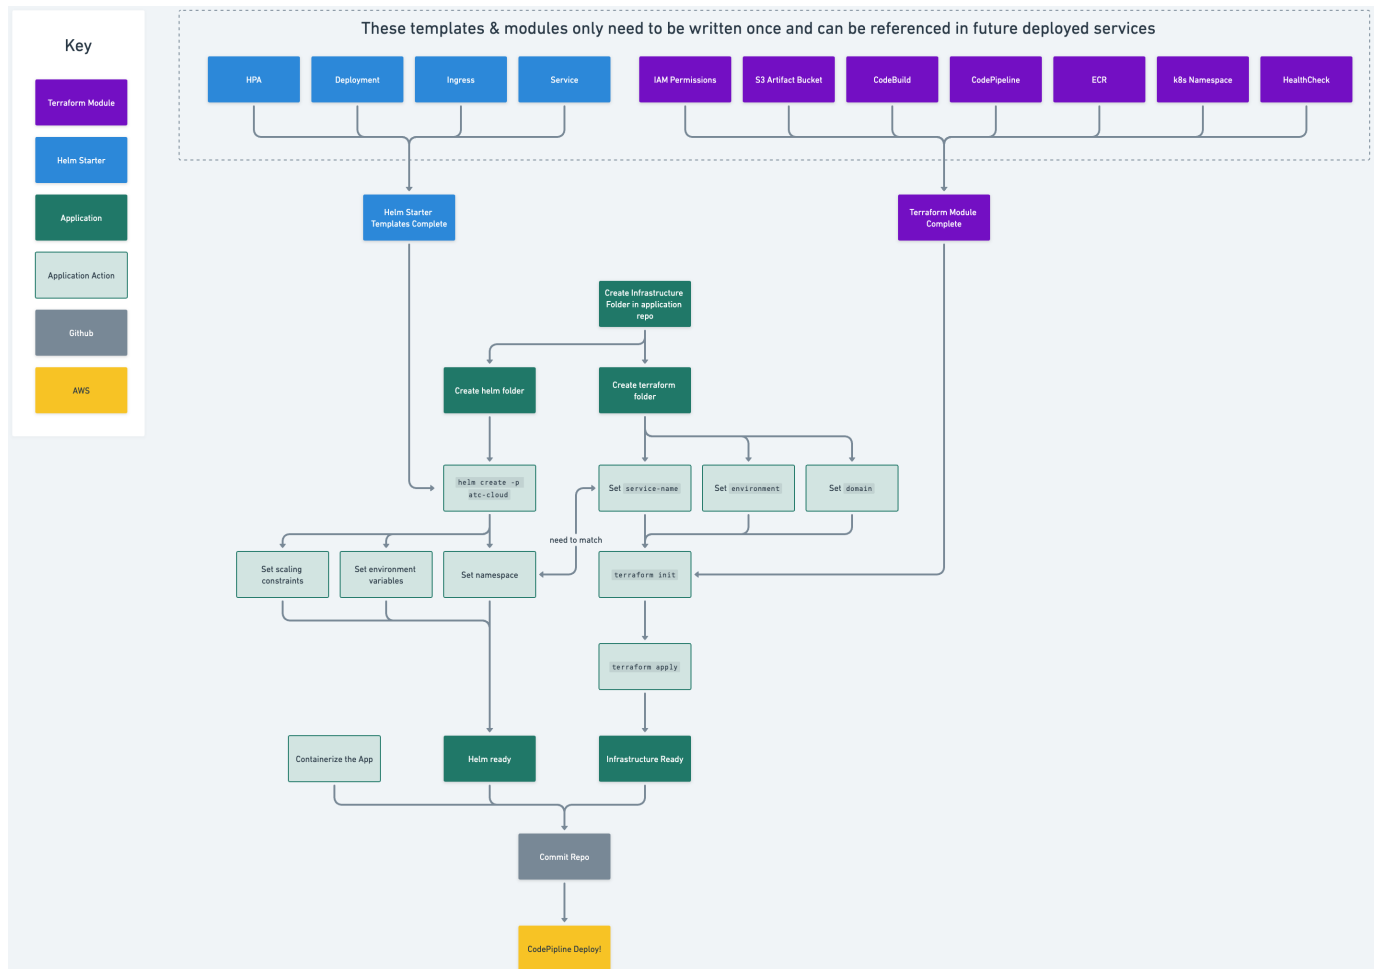 These templates & modules only need to be written once and can be referenced in future deployed services
Key
Terraform Module
Helm Starter
Application
Application Action
Github
AWS
HPA
Deployment
Ingress
Service
IAM Permissions
S3 Artifact Bucket
CodeBuild
CodePipeline
ECR
k8s Namespace
HealthCheck
Helm Starter
Templates Complete
Terraform Module
Complete
Create Infrastructure
Folder in application
repo
Create helm folder
Create terraform
folder
helm create -p
atc-cloud
Set service-name
Set environment
Set domain
need to match
Set scaling
constraints
Set environment
variables
Set namespace
terraform init
terraform apply
Containerize the App
Helm ready
Infrastructure Ready
Commit Repo
CodePipline Deploy!